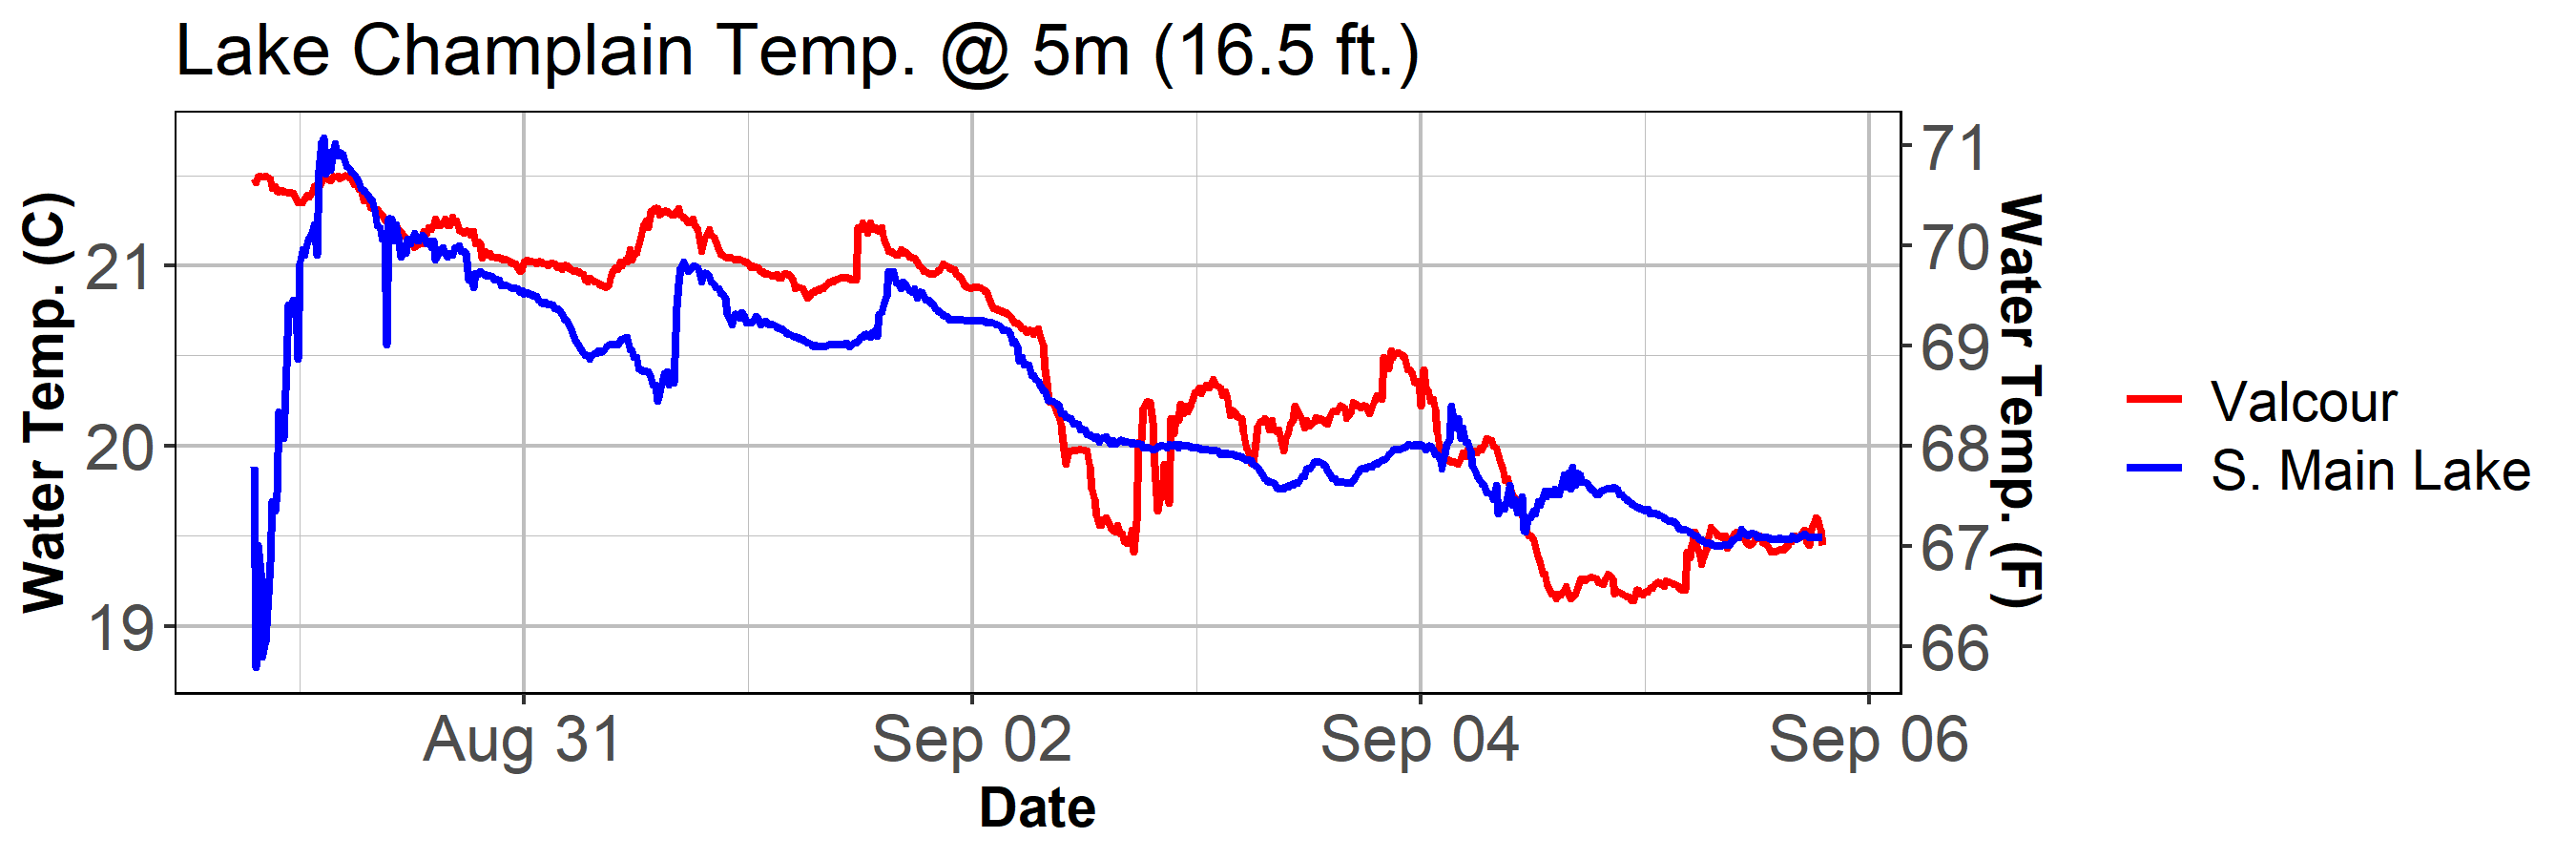 Lake Champlain Temp. @ 5m (16.5 ft.)
Water Temp. (C)
21
20
19
71
70
69
68
67
66
Water Temp. (F)
Aug 31
Sep 02
Sep 04
Sep 06
Date
Valcour
S. Main Lake